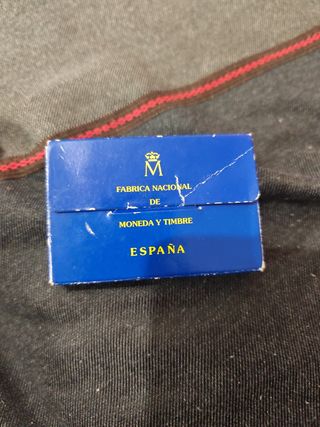 M
FABRICA NACIONAL
DE
MONEDA Y TIMBRE
ESPAÑA